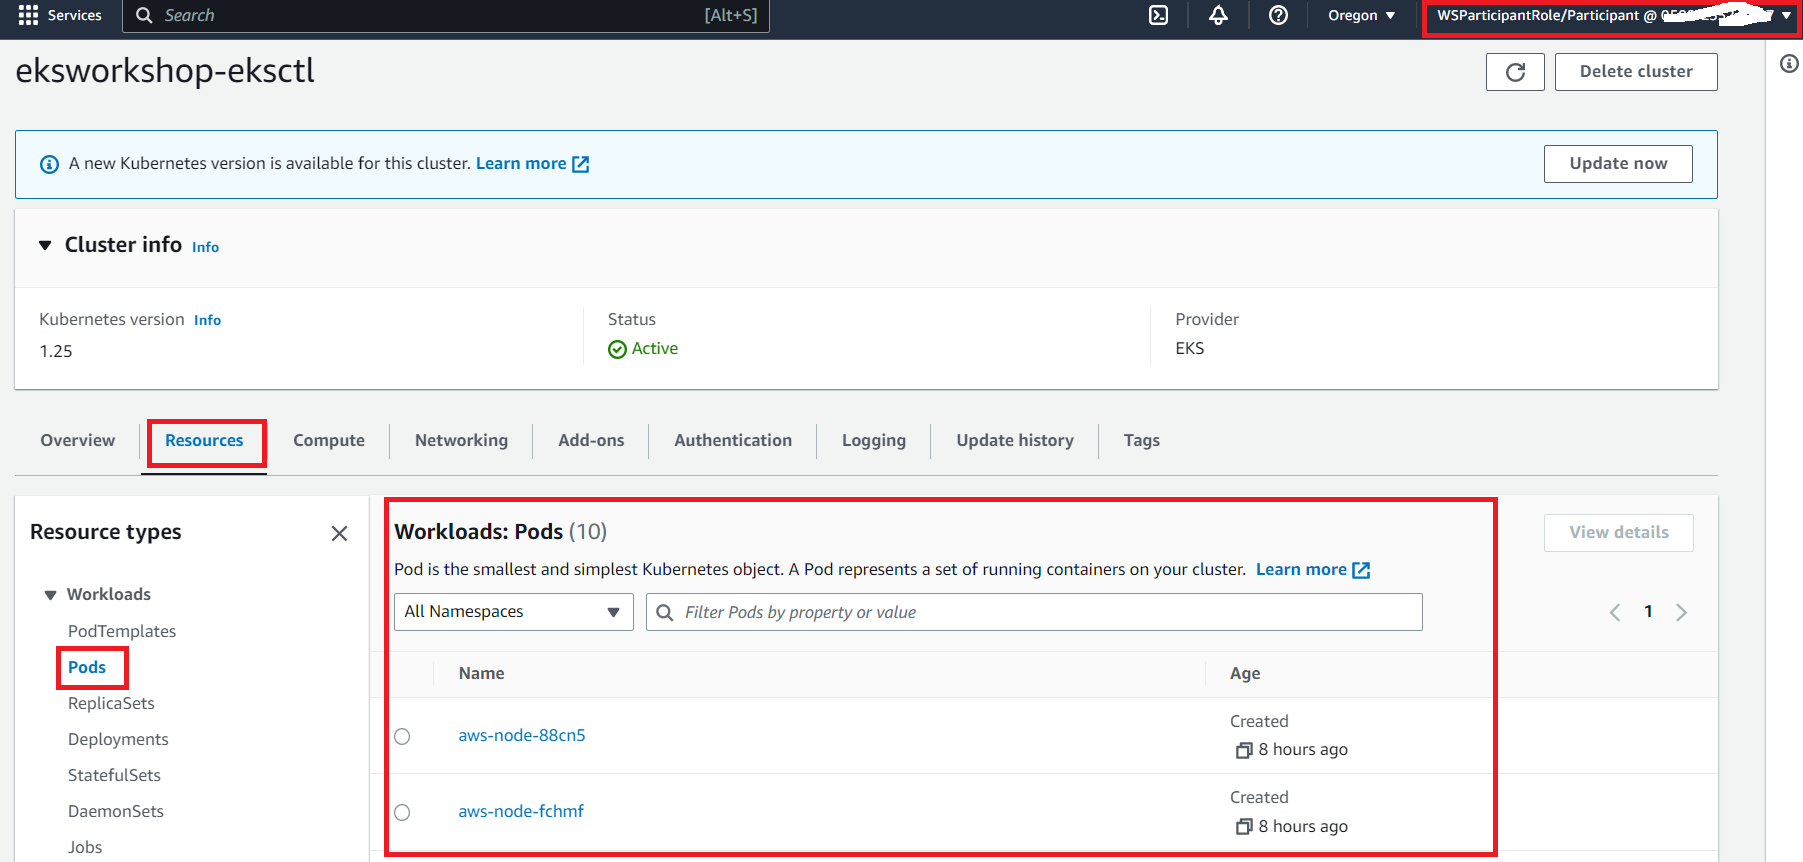 Services
Search [Alt+S]
Oregon
WSParticipantRole/Participant @
eksworkshop-eksctl
Delete cluster
A new Kubernetes version is available for this cluster. Learn more
Update now
Cluster info Info
Kubernetes version Info
1.25
Status
Active
Provider
EKS
Overview
Resources
Compute
Networking
Add-ons
Authentication
Logging
Update history
Tags
Resource types
Workloads
PodTemplates
Pods
ReplicaSets
Deployments
StatefulSets
DaemonSets
Jobs
Workloads: Pods (10)
View details
Pod is the smallest and simplest Kubernetes object. A Pod represents a set of running containers on your cluster. Learn more
All Namespaces
Filter Pods by property or value
1
Name
Age
aws-node-88cn5
Created
8 hours ago
aws-node-fchmf
Created
8 hours ago